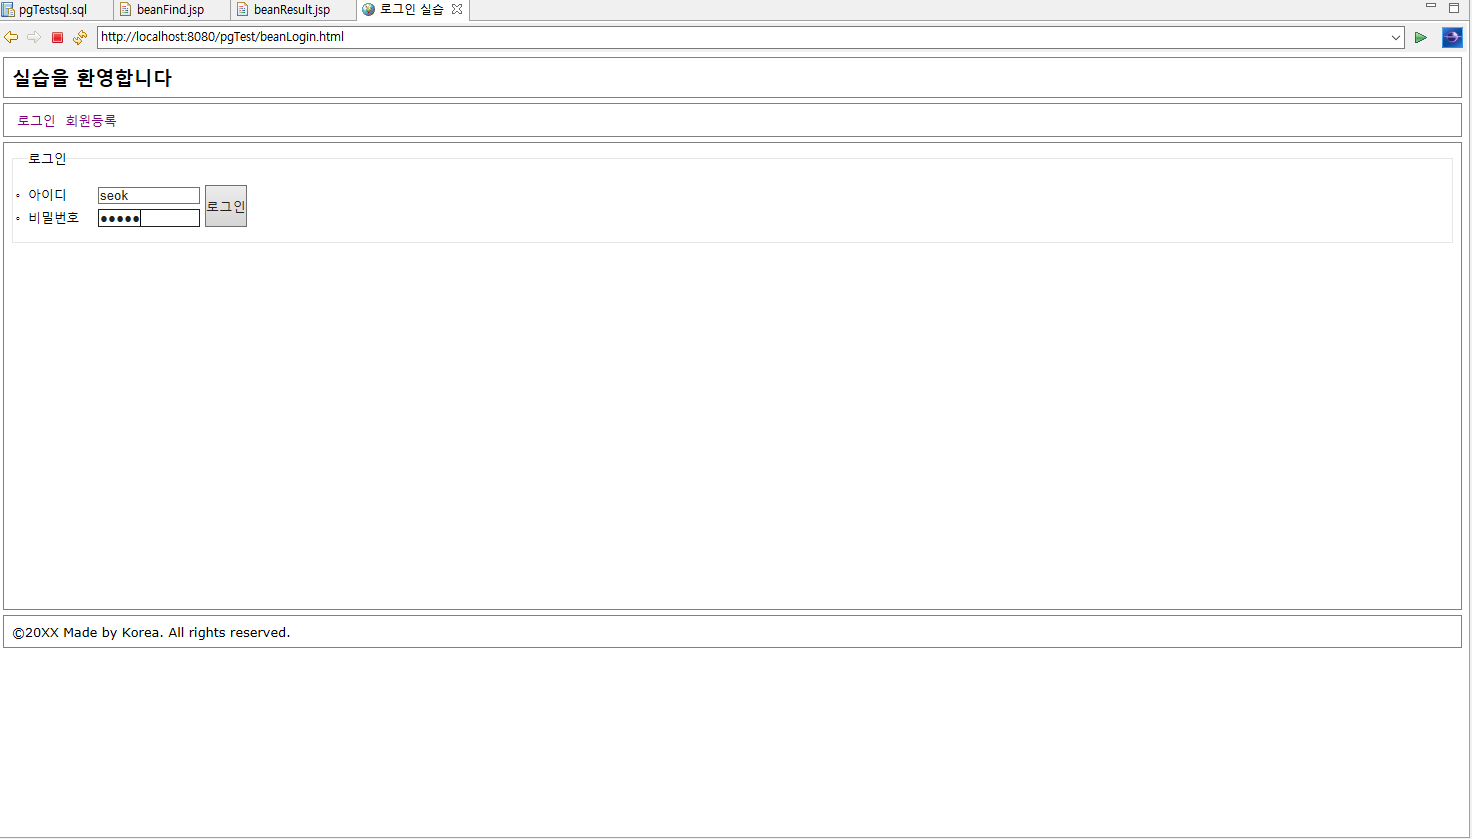 pgTestsql.sql beanFind.jsp beanResult.jsp 로그인 실습
http://localhost:8080/pgTest/beanLogin.html
실습을 환영합니다
로그인 회원등록
로그인
아이디 seok
로그인
비밀번호 ●●●●●
©20XX Made by Korea. All rights reserved.